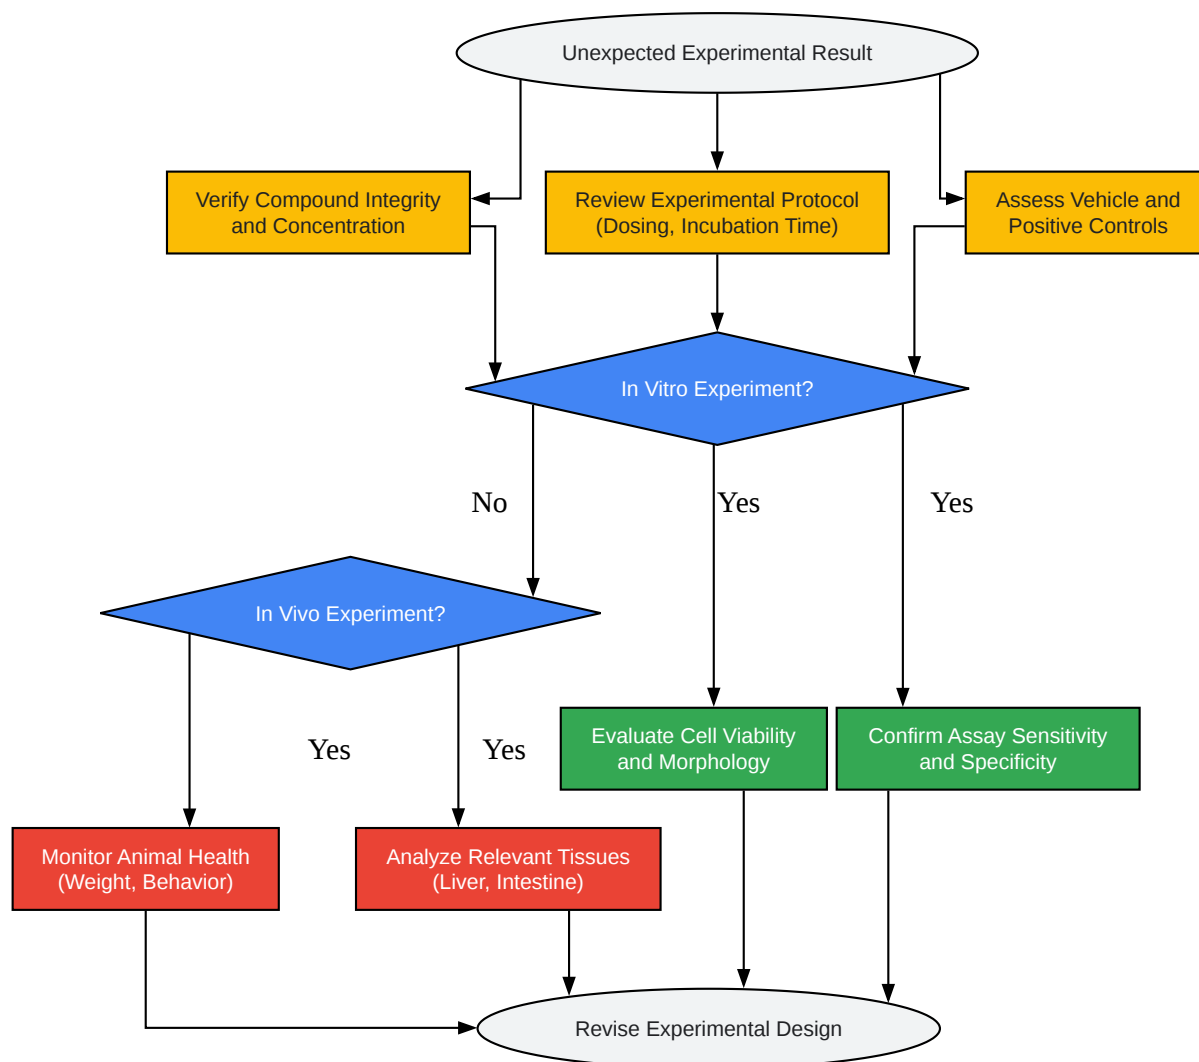 Unexpected Experimental Result
Verify Compound Integrity
and Concentration
Review Experimental Protocol
(Dosing, Incubation Time)
Assess Vehicle and
Positive Controls
In Vitro Experiment?
No
Yes
Yes
In Vivo Experiment?
Yes
Yes
Evaluate Cell Viability
and Morphology
Confirm Assay Sensitivity
and Specificity
Monitor Animal Health
(Weight, Behavior)
Analyze Relevant Tissues
(Liver, Intestine)
Revise Experimental Design